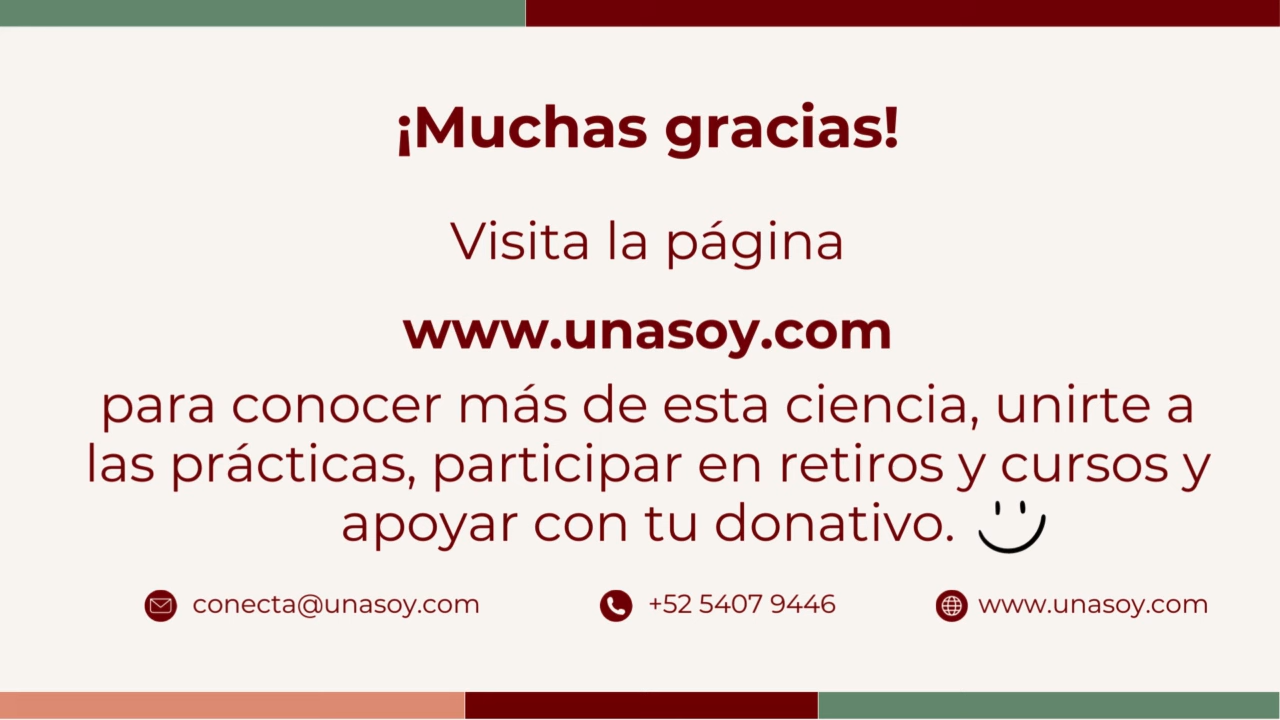 ¡Muchas gracias!
Visita la página
www.unasoy.com
para conocer más de esta ciencia, unirte a
las prácticas, participar en retiros y cursos y
apoyar con tu donativo.
conecta@unasoy.com
+52 5407 9446
www.unasoy.com